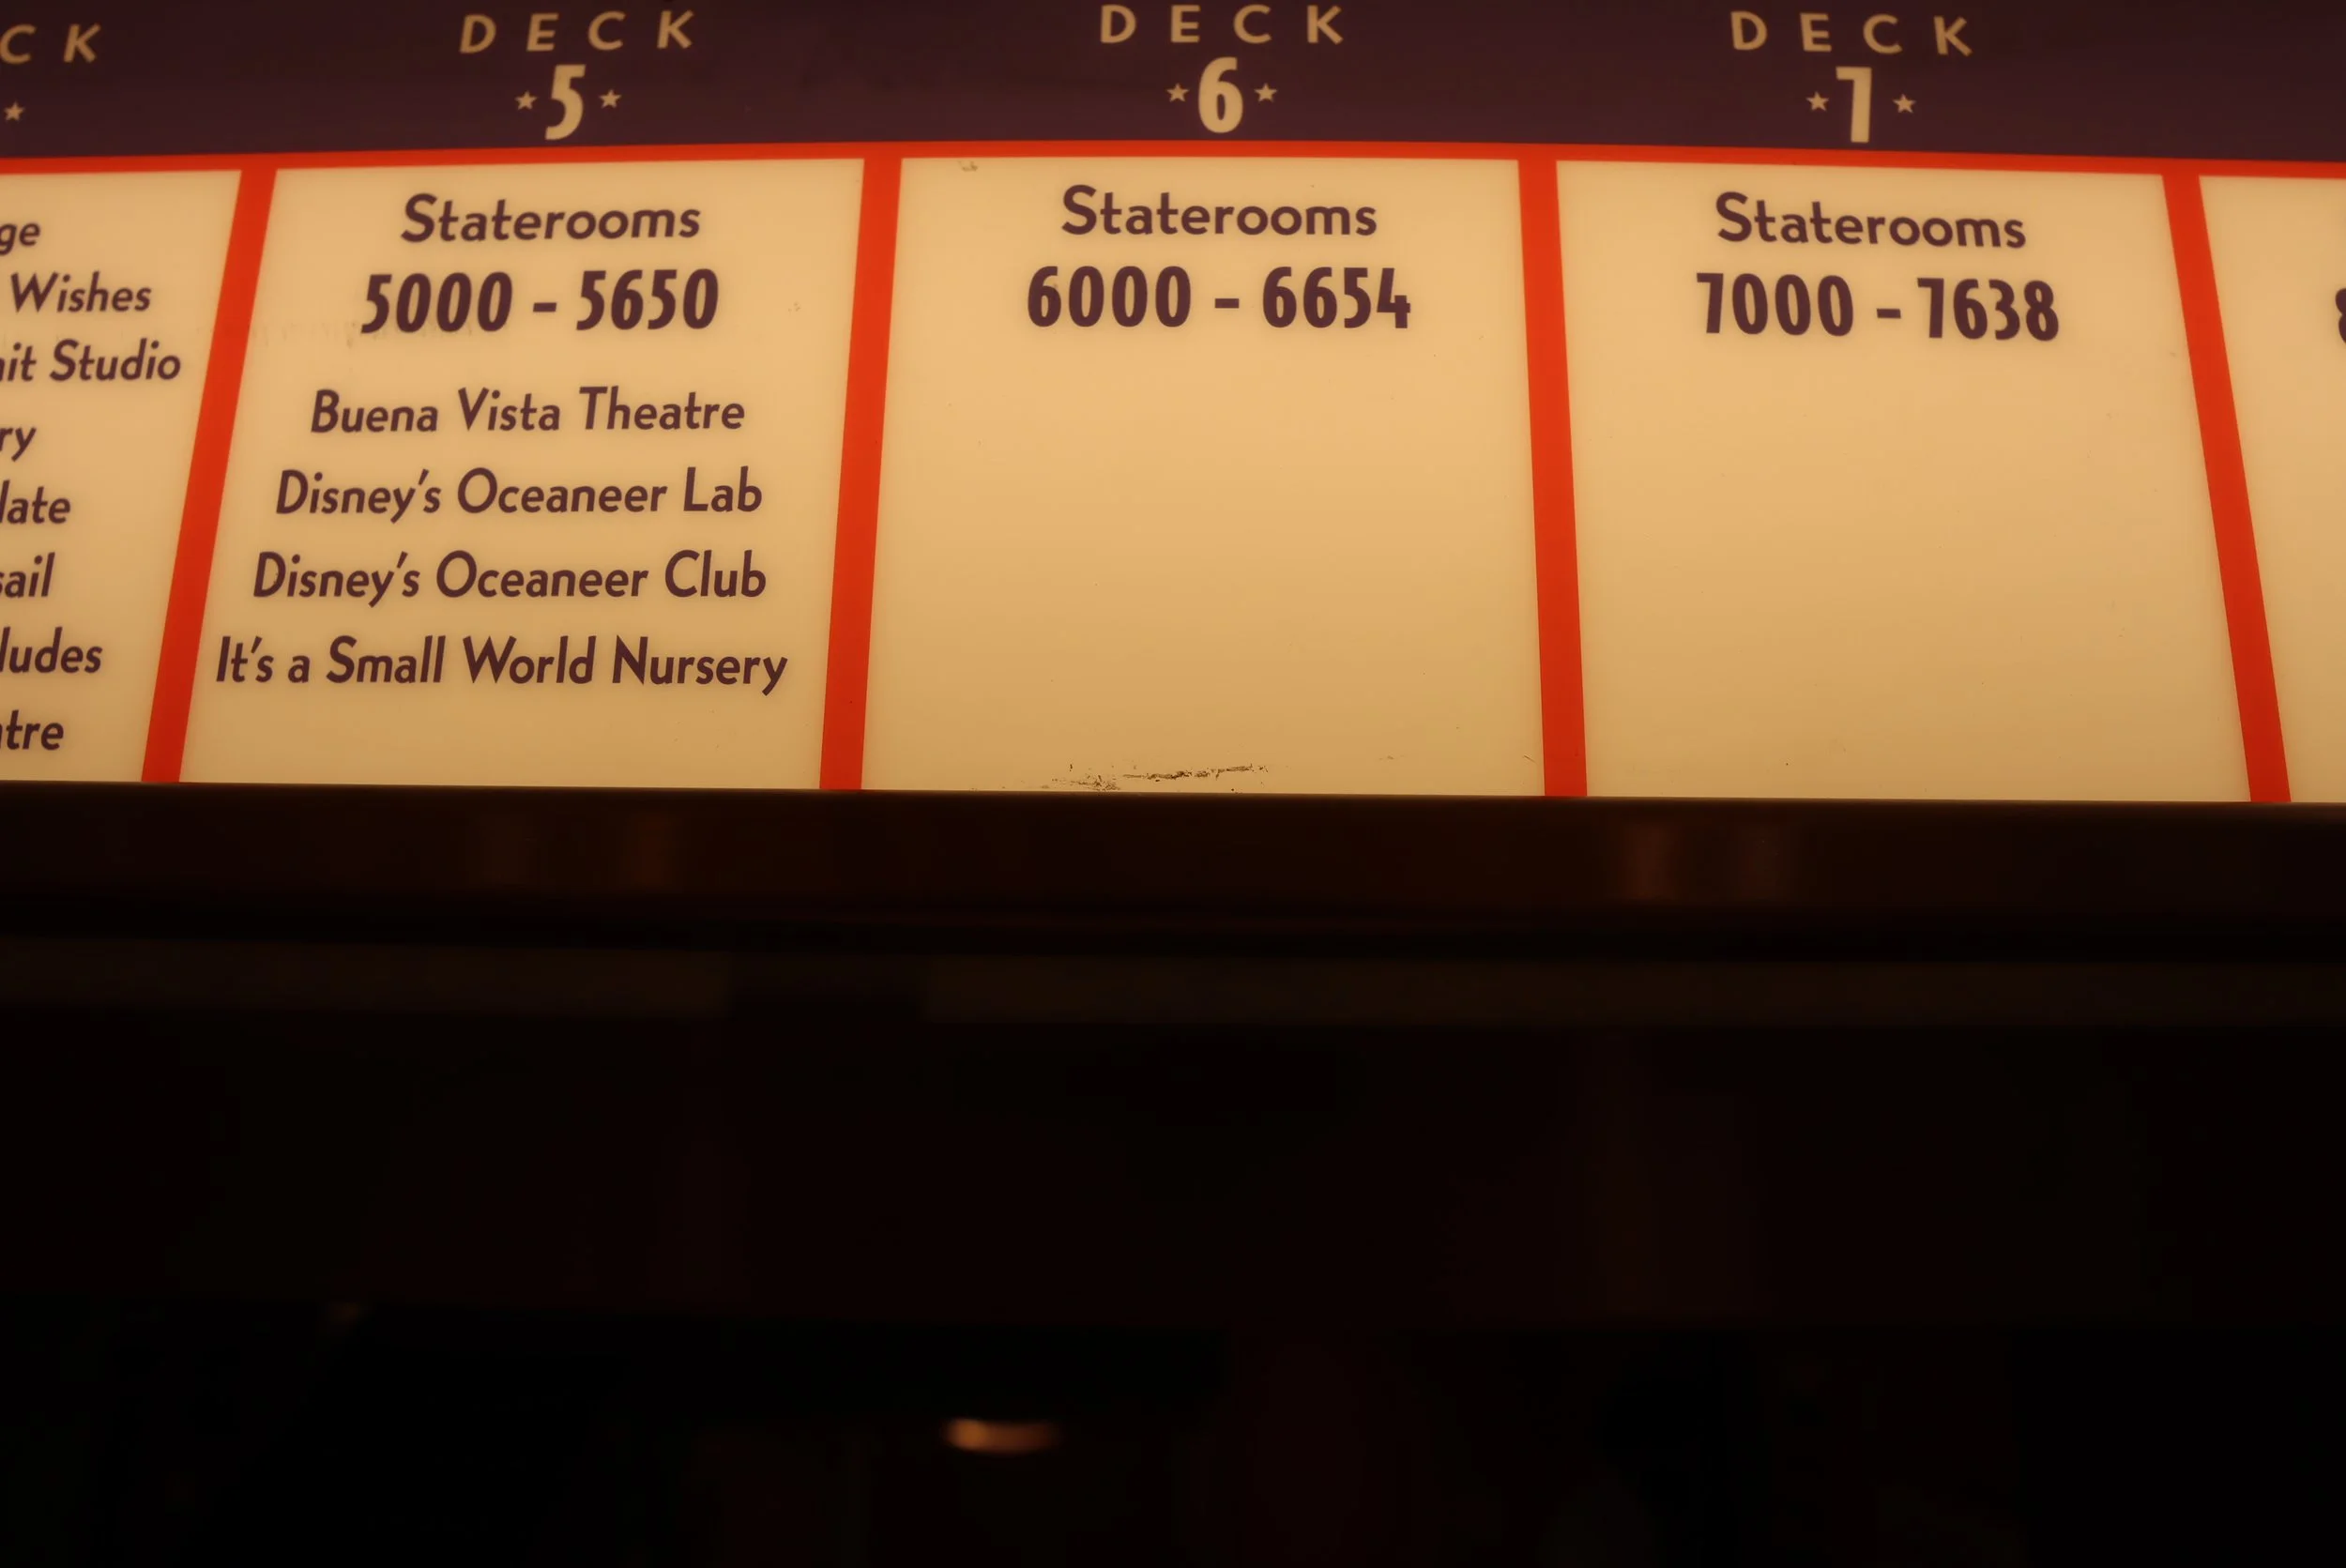 DECK
5
Staterooms
5000 - 5650
Buena Vista Theatre
Disney's Oceaneer Lab
Disney's Oceaneer Club
It's a Small World Nursery
DECK
6
Staterooms
6000 - 6654
DECK
7
Staterooms
7000 - 7638
Wishes
Studio